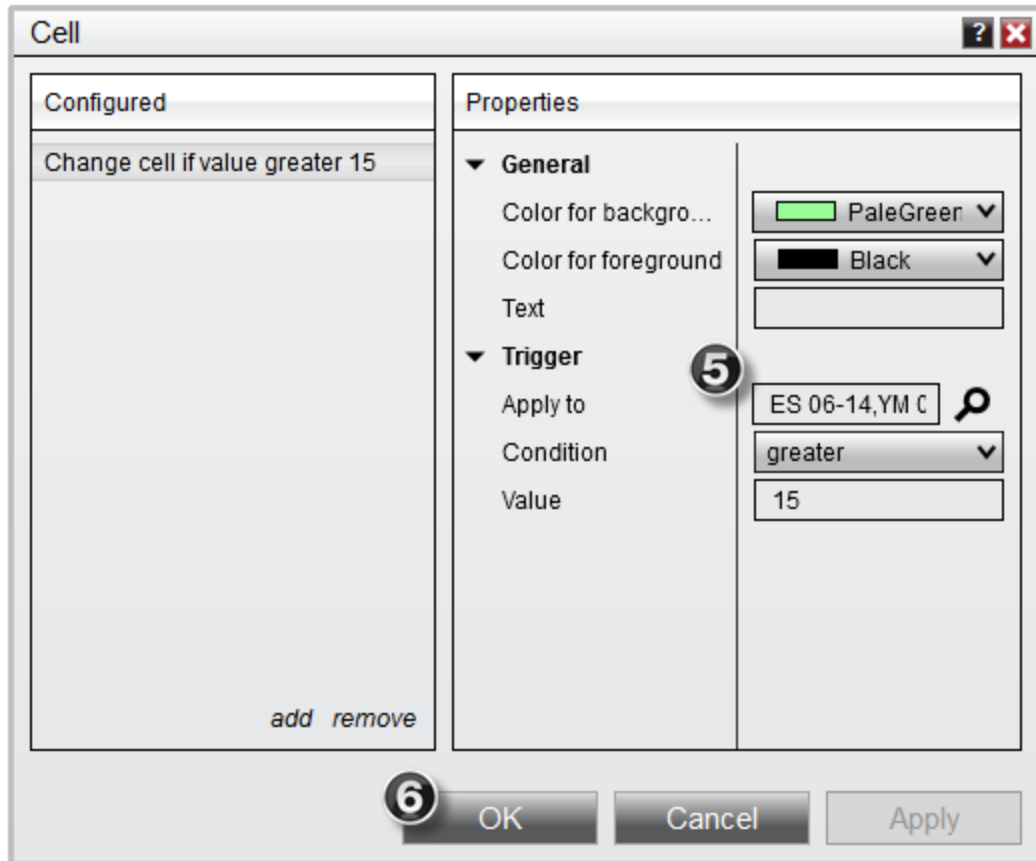 Cell
?
Configured
Change cell if value greater 15
add remove
Properties
General
Color for backgro...
PaleGreen
Color for foreground
Black
Text
Trigger
5
Apply to
ES 06-14,YM
Condition
greater
Value
15
6
OK
Cancel
Apply